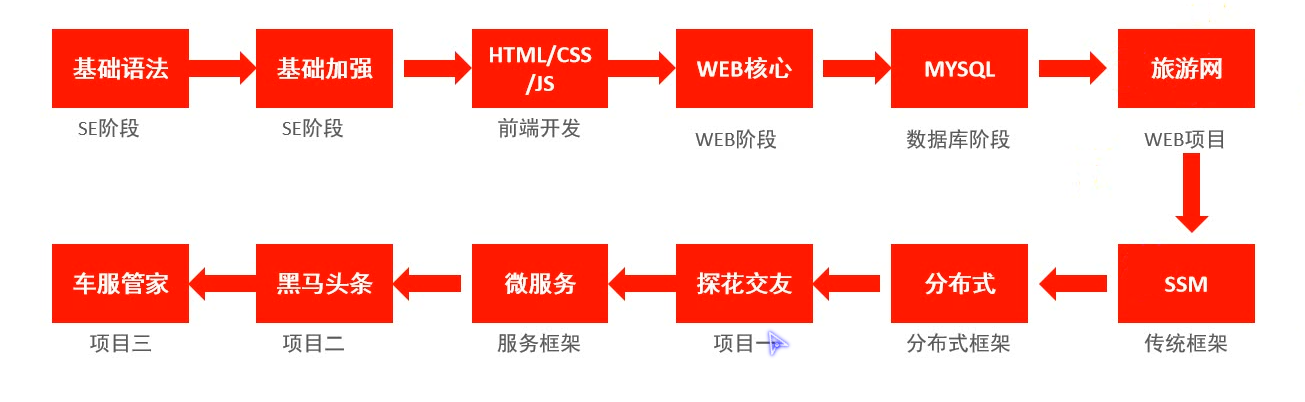 基础语法
基础加强
HTML/CSS
/JS
WEB核心
MYSQL
旅游网
SE阶段
SE阶段
前端开发
WEB阶段
数据库阶段
WEB项目
车服管家
黑马头条
微服务
探花交友
分布式
SSM
项目三
项目二
服务框架
项目一
分布式框架
传统框架